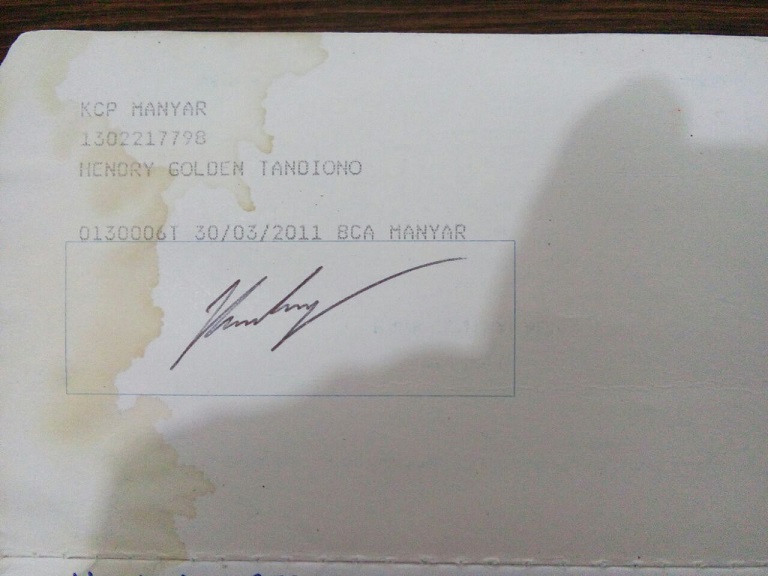 KCP MANYAR
1302217798
HENDRY GOLDEN TANDIONO
0130006T 30/03/2011 BCA MANYAR